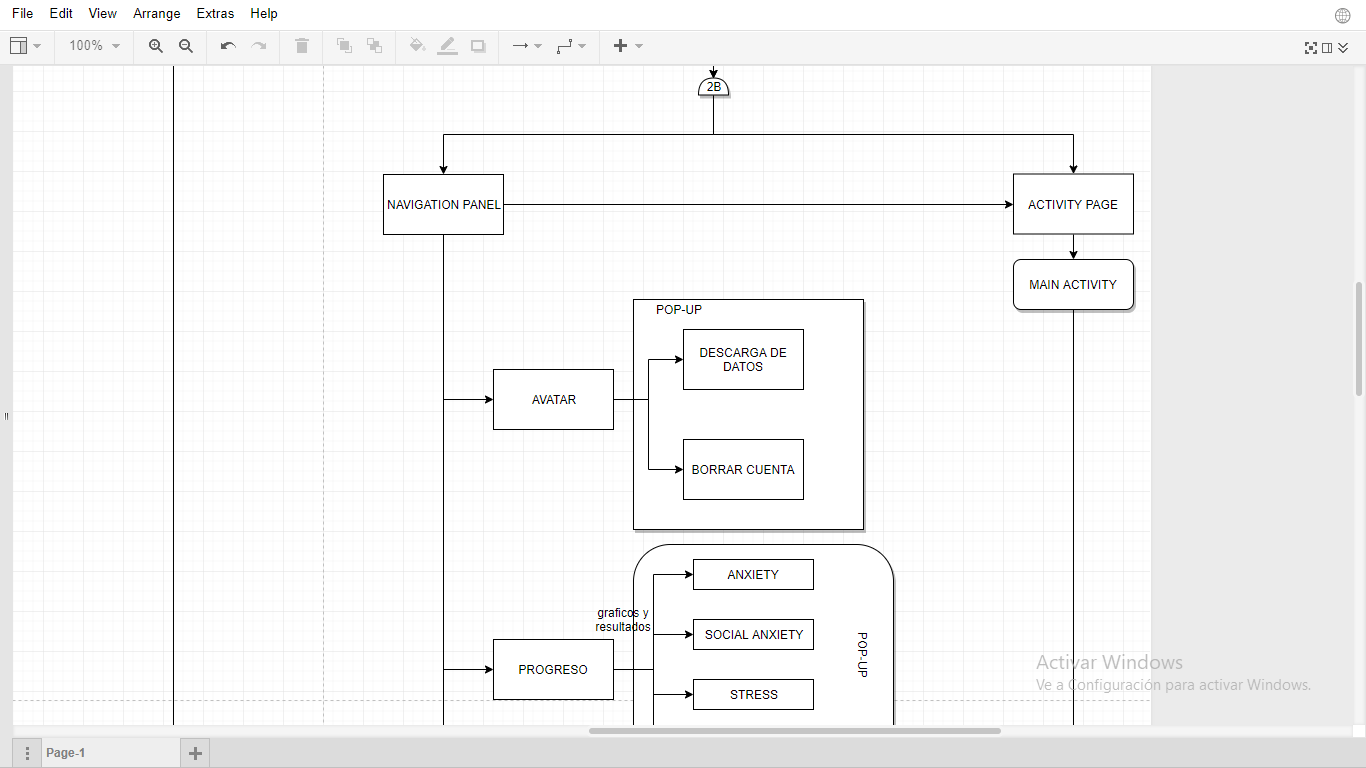 File Edit View Arrange Extras Help
100%
2B
NAVIGATION PANEL
ACTIVITY PAGE
MAIN ACTIVITY
POP-UP
DESCARGA DE
DATOS
AVATAR
BORRAR CUENTA
ANXIETY
graficos y
resultados
SOCIAL ANXIETY
POP-UP
PROGRESO
STRESS
Activar Windows
Ve a Configuración para activar Windows.
Page-1